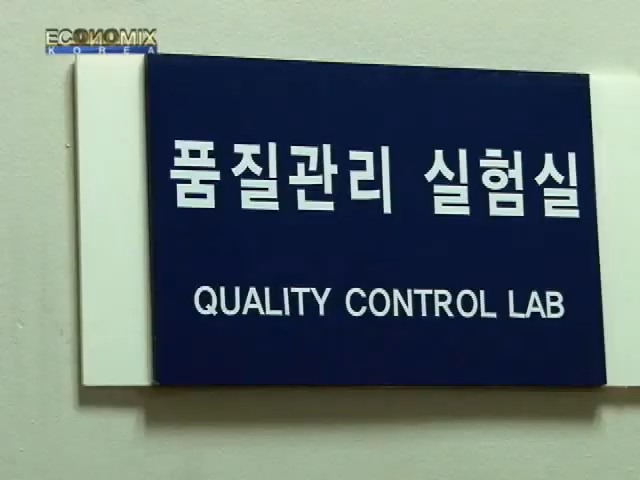 ECONOMIX
KOREA
품질관리 실험실
QUALITY CONTROL LAB